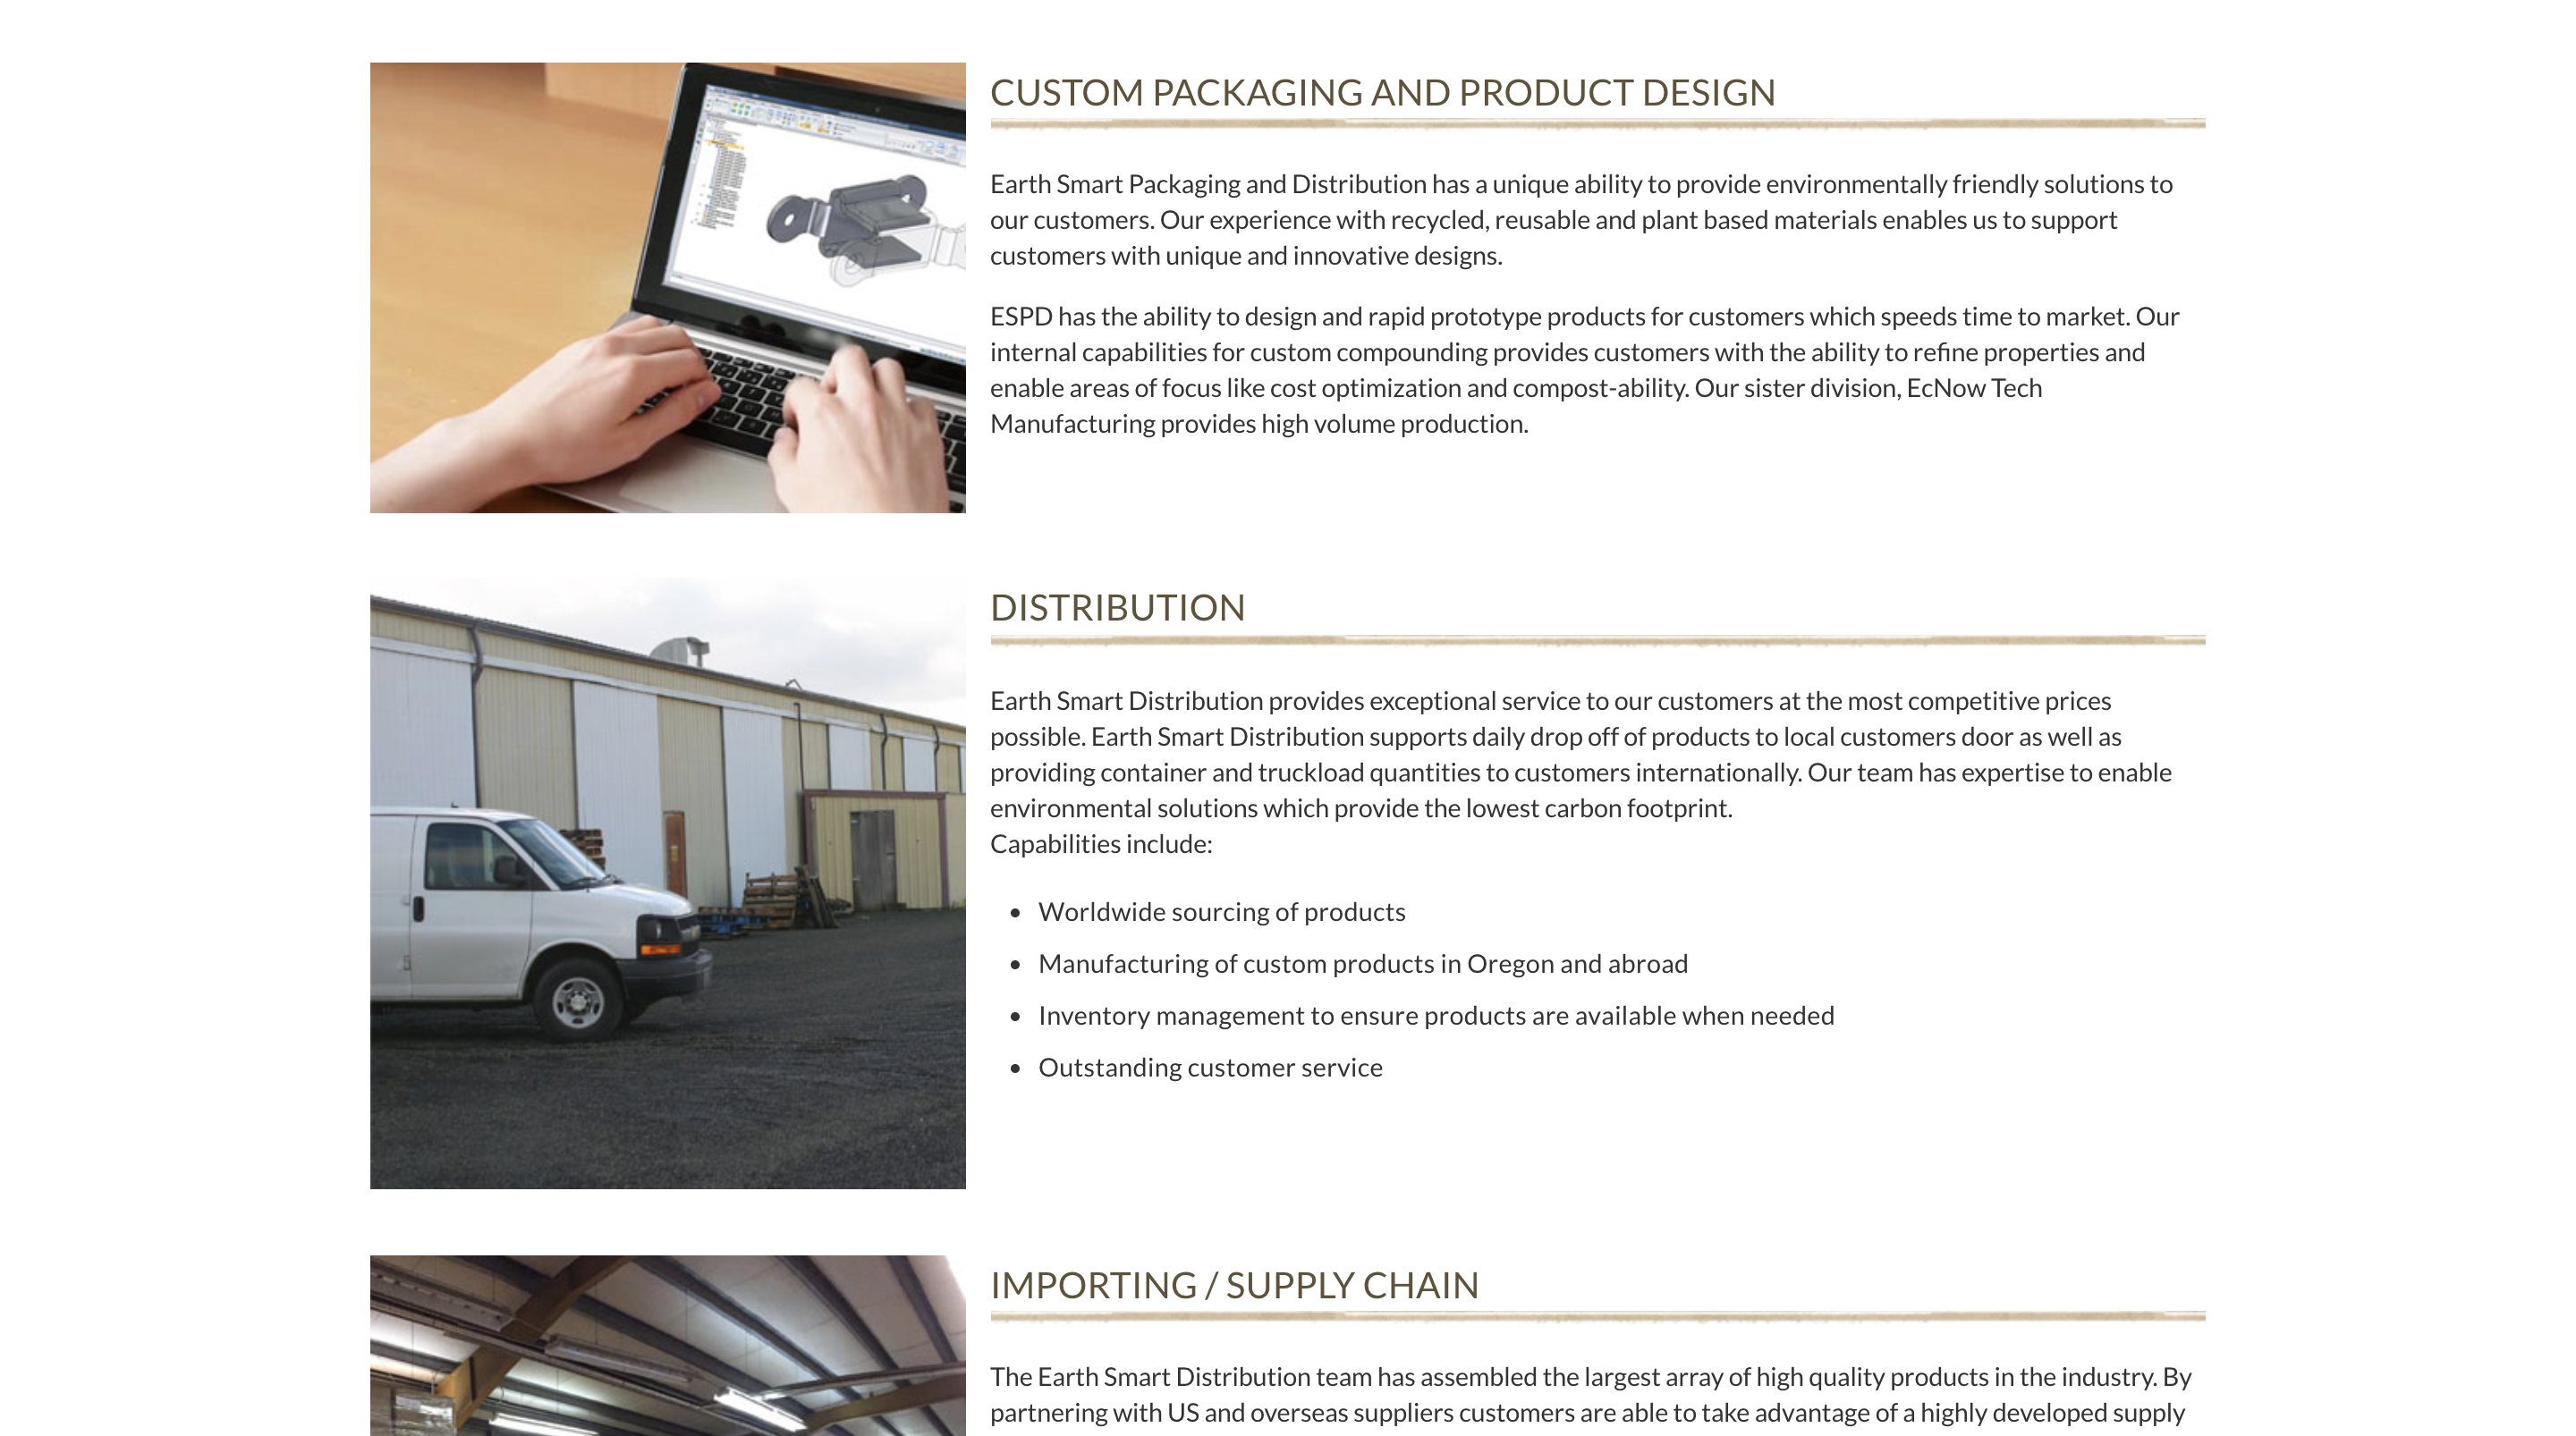 CUSTOM PACKAGING AND PRODUCT DESIGN
Earth Smart Packaging and Distribution has a unique ability to provide environmentally friendly solutions to
our customers. Our experience with recycled, reusable and plant based materials enables us to support
customers with unique and innovative designs.
ESPD has the ability to design and rapid prototype products for customers which speeds time to market. Our
internal capabilities for custom compounding provides customers with the ability to refine properties and
enable areas of focus like cost optimization and compost-ability. Our sister division, EcNow Tech
Manufacturing provides high volume production.
DISTRIBUTION
Earth Smart Distribution provides exceptional service to our customers at the most competitive prices
possible. Earth Smart Distribution supports daily drop off of products to local customers door as well as
providing container and truckload quantities to customers internationally. Our team has expertise to enable
environmental solutions which provide the lowest carbon footprint.
Capabilities include:
• Worldwide sourcing of products
• Manufacturing of custom products in Oregon and abroad
• Inventory management to ensure products are available when needed
• Outstanding customer service
IMPORTING / SUPPLY CHAIN
The Earth Smart Distribution team has assembled the largest array of high quality products in the industry. By
partnering with US and overseas suppliers customers are able to take advantage of a highly developed supply